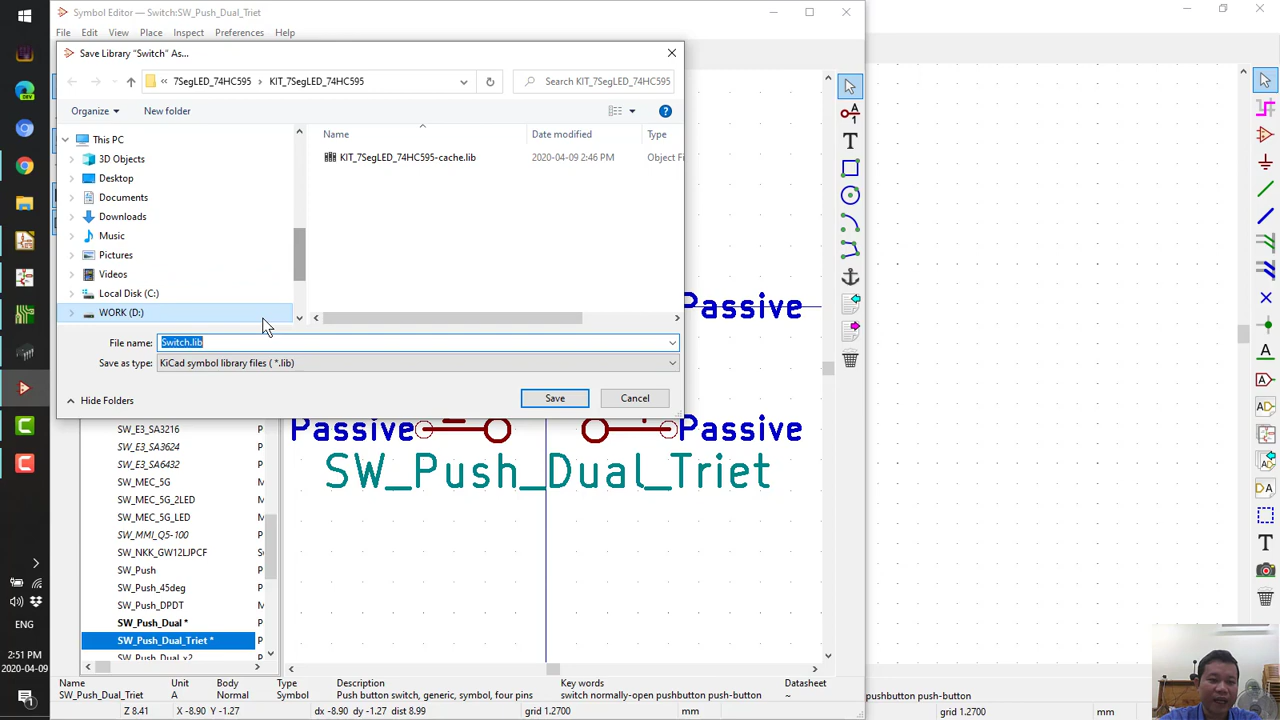 Symbol Editor — Switch:SW_Push_Dual_Triet
File Edit View Place Inspect Preferences Help
Save Library "Switch" As...
« 7SegLED_74HC595 › KIT_7SegLED_74HC595
Search KIT_7SegLED_74HC595
Organize New folder
Name Date modified Type
This PC
3D Objects
Desktop
Documents
Downloads
Music
Pictures
Videos
Local Disk (C:)
WORK (D:)
KIT_7SegLED_74HC595-cache.lib 2020-04-09 2:46 PM Object Fi
File name: Switch.lib
Save as type: KiCad symbol library files ( *.lib)
Hide Folders Save Cancel
Passive
Passive Passive
SW_Push_Dual_Triet
SW_E3_SA3216 P
SW_E3_SA3624 P
SW_E3_SA6432 P
SW_MEC_5G P
SW_MEC_5G_2LED P
SW_MEC_5G_LED M
SW_MMI_Q5-100 P
SW_NKK_GW12LJPCF S
SW_Push P
SW_Push_45deg P
SW_Push_DPDT M
SW_Push_Dual * P
SW_Push_Dual_Triet * P
SW_Push_Dual_x2 P
Name Unit Body Type Description Key words Datasheet
SW_Push_Dual_Triet A Normal Symbol Push button switch, generic, symbol, four pins switch normally-open pushbutton push-button ~
Z 8.41 X -8.90 Y -1.27 dx -8.90 dy -1.27 dist 8.99 grid 1.2700 mm
pushbutton push-button
grid 1.2700 mm
ENG
2:51 PM
2020-04-09